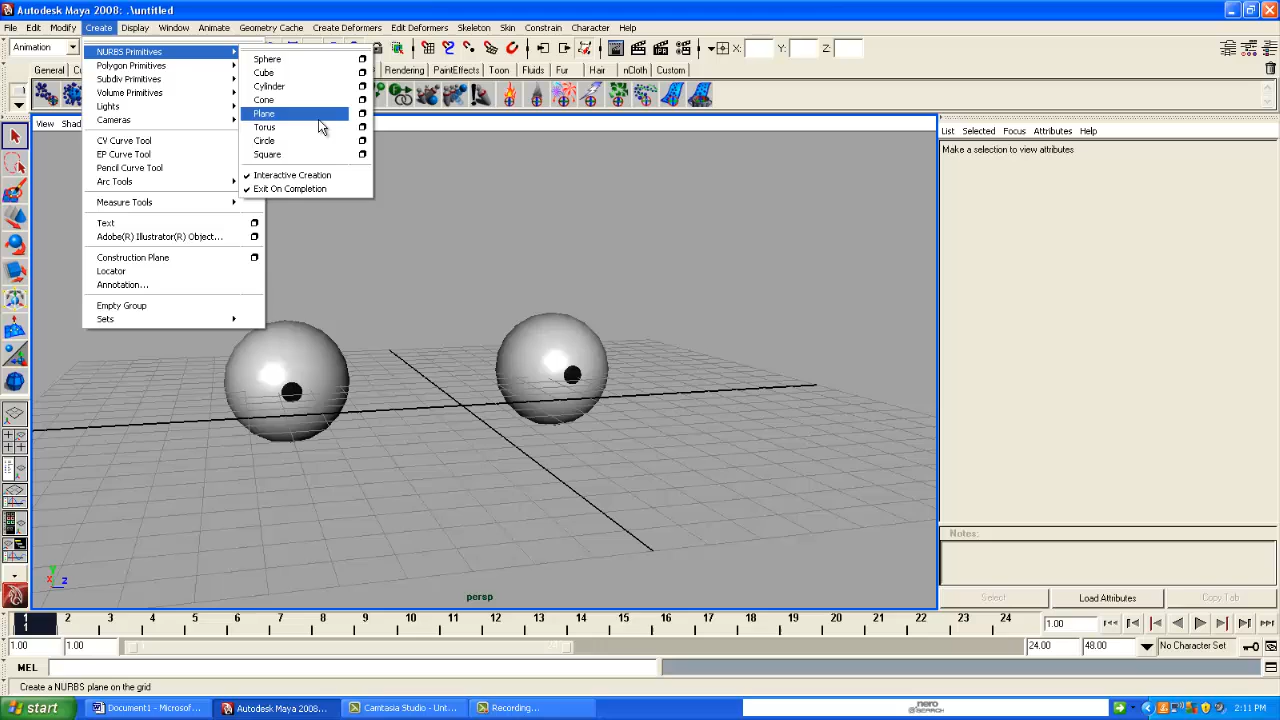 Autodesk Maya 2008: .\untitled
File Edit Modify Create Display Window Animate Geometry Cache Create Deformers Edit Deformers Skeleton Skin Constrain Character Help
Animation
X: Y: Z:
General
Rendering PaintEffects Toon Fluids Fur Hair nCloth Custom
View
NURBS Primitives
Polygon Primitives
Subdiv Primitives
Volume Primitives
Lights
Cameras
CV Curve Tool
EP Curve Tool
Pencil Curve Tool
Arc Tools
Measure Tools
Text
Adobe(R) Illustrator(R) Object...
Construction Plane
Locator
Annotation...
Empty Group
Sets
Sphere
Cube
Cylinder
Cone
Plane
Torus
Circle
Square
Interactive Creation
Exit On Completion
List Selected Focus Attributes Help
Make a selection to view attributes
Notes:
Select Load Attributes Copy Tab
Y
X Z
persp
1 2 3 4 5 6 7 8 9 10 11 12 13 14 15 16 17 18 19 20 21 22 23 24
1
1.00
1.00 1.00 24.00 48.00 No Character Set
MEL
Create a NURBS plane on the grid
start Document1 - Microsof... Autodesk Maya 2008... Camtasia Studio - Unt... Recording... nero SEARCH 2:11 PM